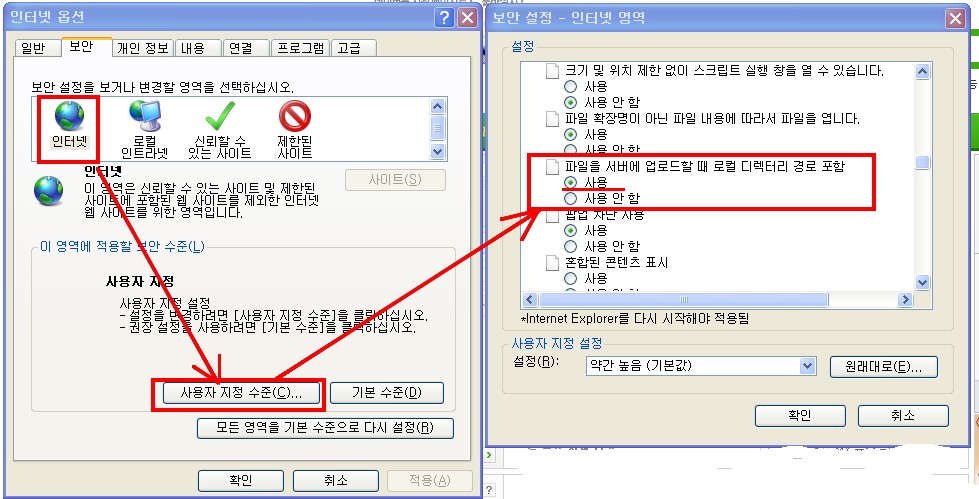 인터넷 옵션
일반
보안
개인 정보
내용
연결
프로그램
고급
보안 설정을 보거나 변경할 영역을 선택하십시오.
인터넷
로컬
인트라넷
신뢰할 수
있는 사이트
제한된
사이트
인터넷
이 영역은 신뢰할 수 있는 사이트 및 제한된
사이트에 포함된 웹 사이트를 제외한 인터넷
웹 사이트를 위한 영역입니다.
사이트(S)
이 영역에 적용할 보안 수준(L)
사용자 지정
사용자 지정 설정
- 설정을 변경하려면 [사용자 지정 수준]을 클릭하십시오.
- 권장 설정을 사용하려면 [기본 수준]을 클릭하십시오.
사용자 지정 수준(C)...
기본 수준(D)
모든 영역을 기본 수준으로 다시 설정(R)
확인
취소
적용(A)
보안 설정 - 인터넷 영역
설정
크기 및 위치 제한 없이 스크립트 실행 창을 열 수 있습니다.
사용
사용 안 함
파일 확장명이 아닌 파일 내용에 따라서 파일을 엽니다.
사용
사용 안 함
파일을 서버에 업로드할 때 로컬 디렉터리 경로 포함
사용
사용 안 함
팝업 차단 사용
사용
사용 안 함
혼합된 콘텐츠 표시
사용
사용 안 함
*Internet Explorer를 다시 시작해야 적용됨
사용자 지정 설정
설정(R):
약간 높음 (기본값)
원래대로(E)...
확인
취소